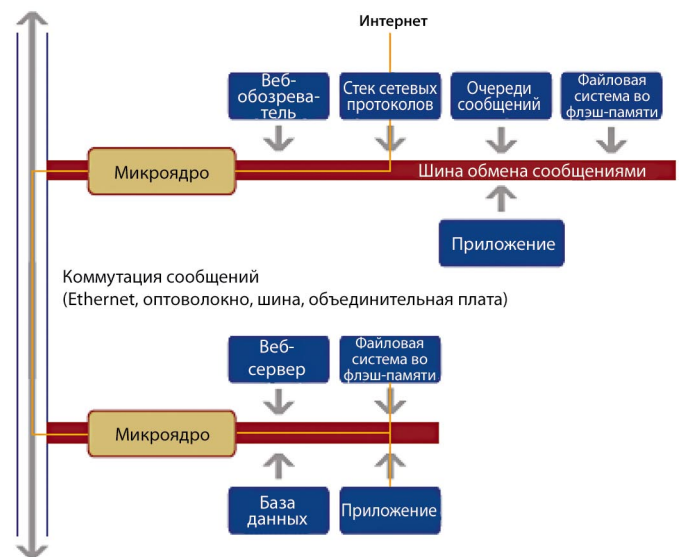 Интернет
Веб-
обозрева-
тель
Стек сетевых
протоколов
Очереди
сообщений
Файловая
система во
флэш-памяти
Микроядро
Шина обмена сообщениями
Приложение
Коммутация сообщений
(Ethernet, оптоволокно, шина, объединительная плата)
Веб-
сервер
Файловая
система во
флэш-памяти
Микроядро
База
данных
Приложение